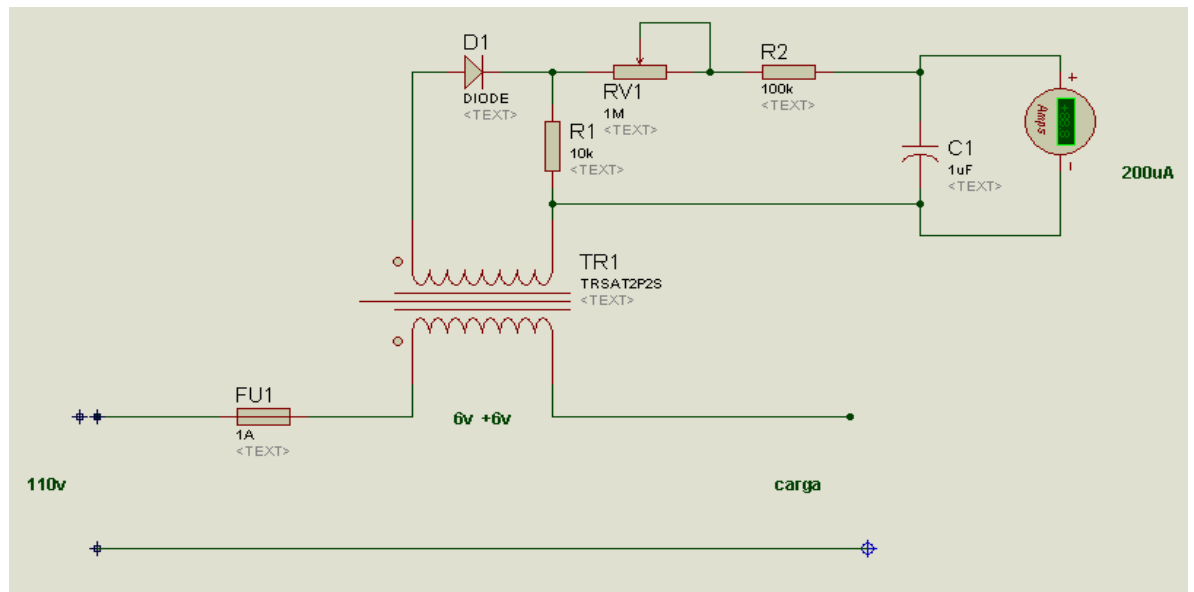 D1
DIODE
<TEXT>
RV1
1M
<TEXT>
R2
100k
<TEXT>
R1
10k
<TEXT>
C1
1uF
<TEXT>
Amps
+
-
200uA
TR1
TRSAT2P2S
<TEXT>
FU1
1A
<TEXT>
6v +6v
110v
carga